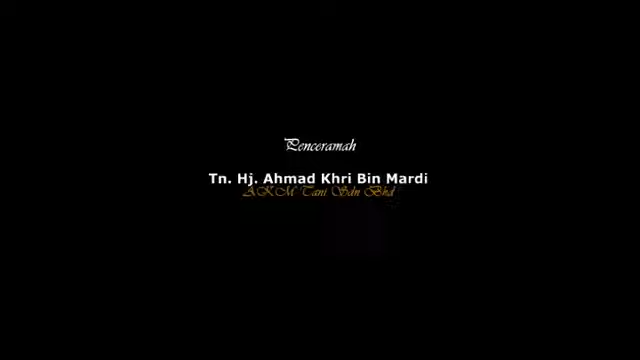 Penceramah
Tn. Hj. Ahmad Khri Bin Mardi
AKM Tani Sdn Bhd